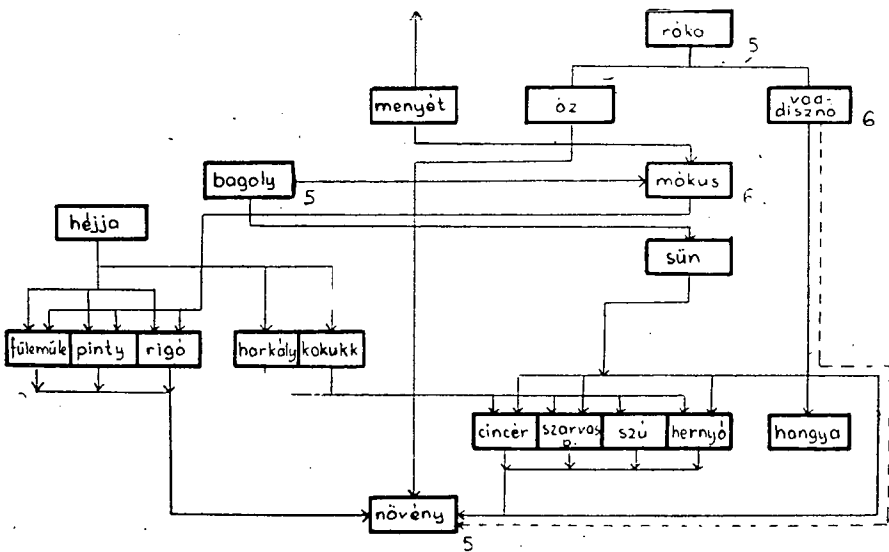 róka
5
menyét
őz
vad-
disznó
6
bagoly
5
mókus
6
héjja
sün
fülemüle
pinty
rigó
harkály
kakukk
cincér
szarvas
b.
szú
hernyó
hangya
növény
5